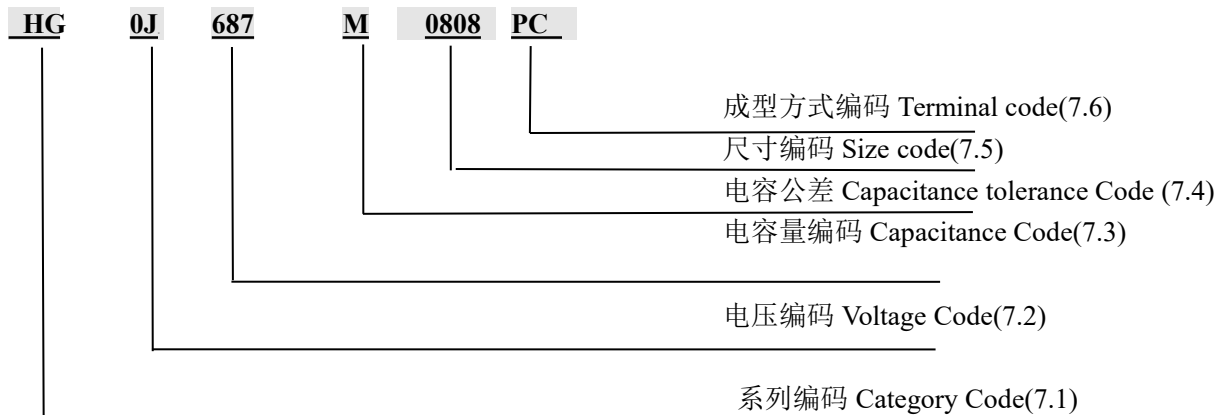 HG 0J 687 M 0808 PC
成型方式编码 Terminal code(7.6)
尺寸编码 Size code(7.5)
电容公差 Capacitance tolerance Code (7.4)
电容量编码 Capacitance Code(7.3)
电压编码 Voltage Code(7.2)
系列编码 Category Code(7.1)